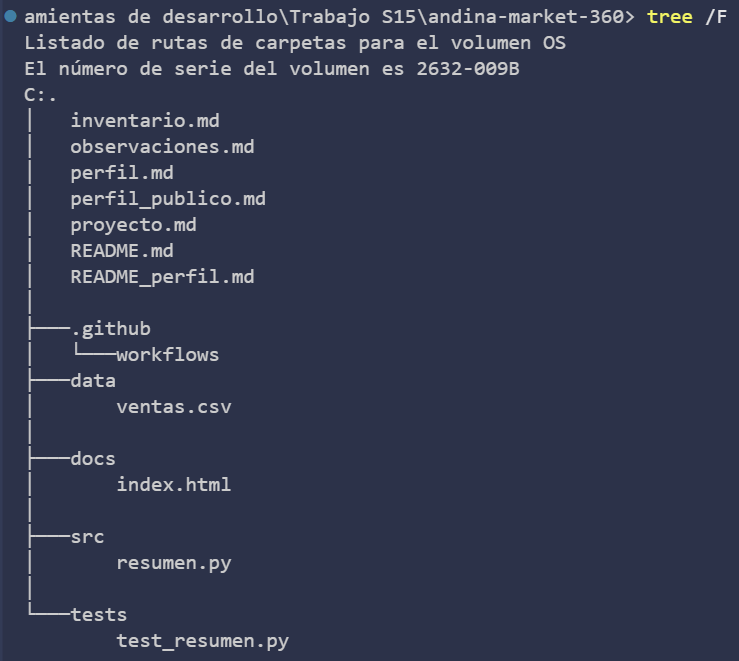 amientas de desarrollo\Trabajo S15\andina-market-360> tree /F
Listado de rutas de carpetas para el volumen OS
El número de serie del volumen es 2632-009B
C:.
│   inventario.md
│   observaciones.md
│   perfil.md
│   perfil_publico.md
│   proyecto.md
│   README.md
│   README_perfil.md
│
├───.github
│   └───workflows
├───data
│       ventas.csv
│
├───docs
│       index.html
│
├───src
│       resumen.py
│
└───tests
        test_resumen.py